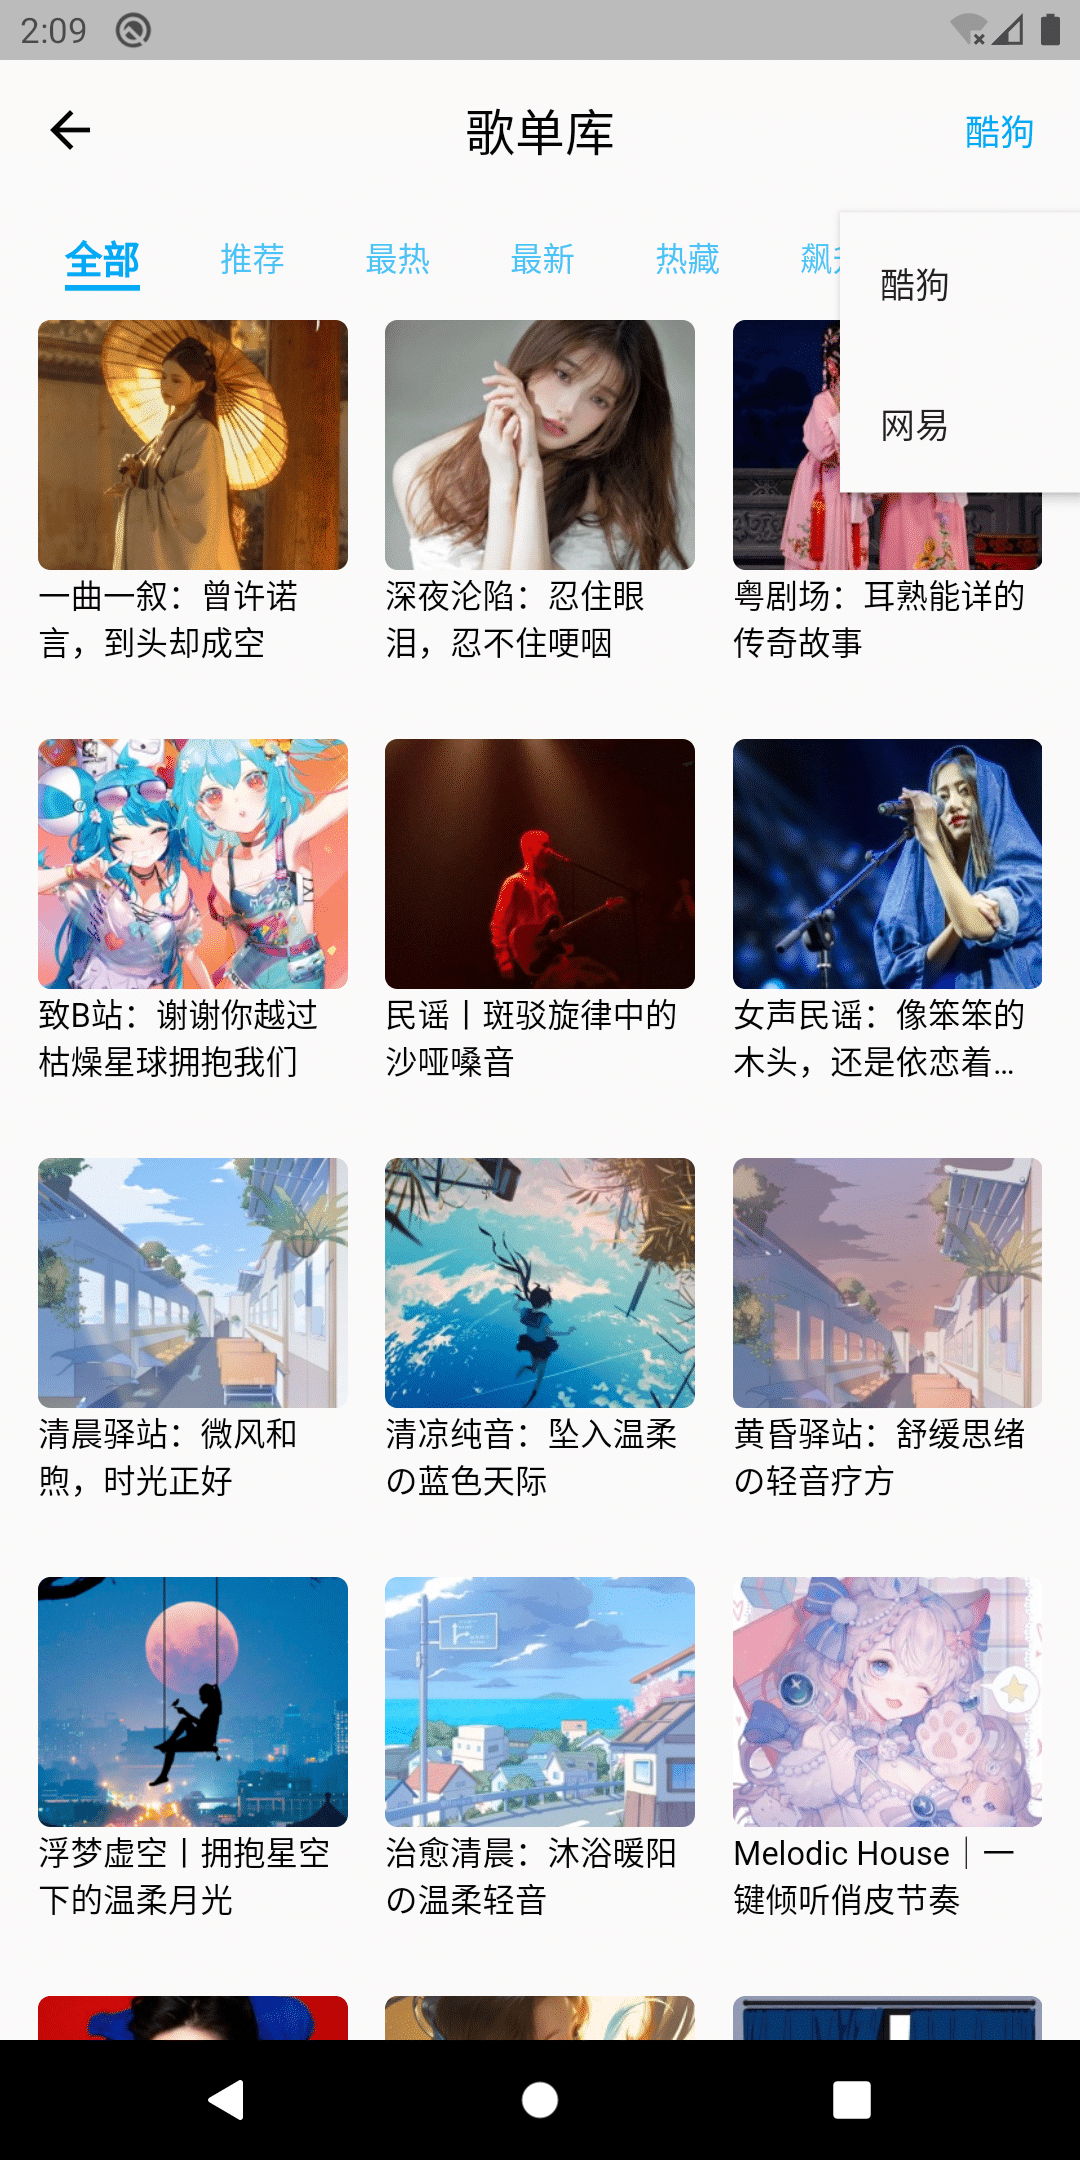 2:09
歌单库
酷狗
全部
推荐
最热
最新
热藏
飙
酷狗
网易
一曲一叙：曾许诺
言，到头却成空
深夜沦陷：忍住眼
泪，忍不住哽咽
粤剧场：耳熟能详的
传奇故事
致B站：谢谢你越过
枯燥星球拥抱我们
民谣丨斑驳旋律中的
沙哑嗓音
女声民谣：像笨笨的
木头，还是依恋着...
清晨驿站：微风和
煦，时光正好
清凉纯音：坠入温柔
の蓝色天际
黄昏驿站：舒缓思绪
の轻音疗方
浮梦虚空丨拥抱星空
下的温柔月光
治愈清晨：沐浴暖阳
の温柔轻音
Melodic House｜一
键倾听俏皮节奏